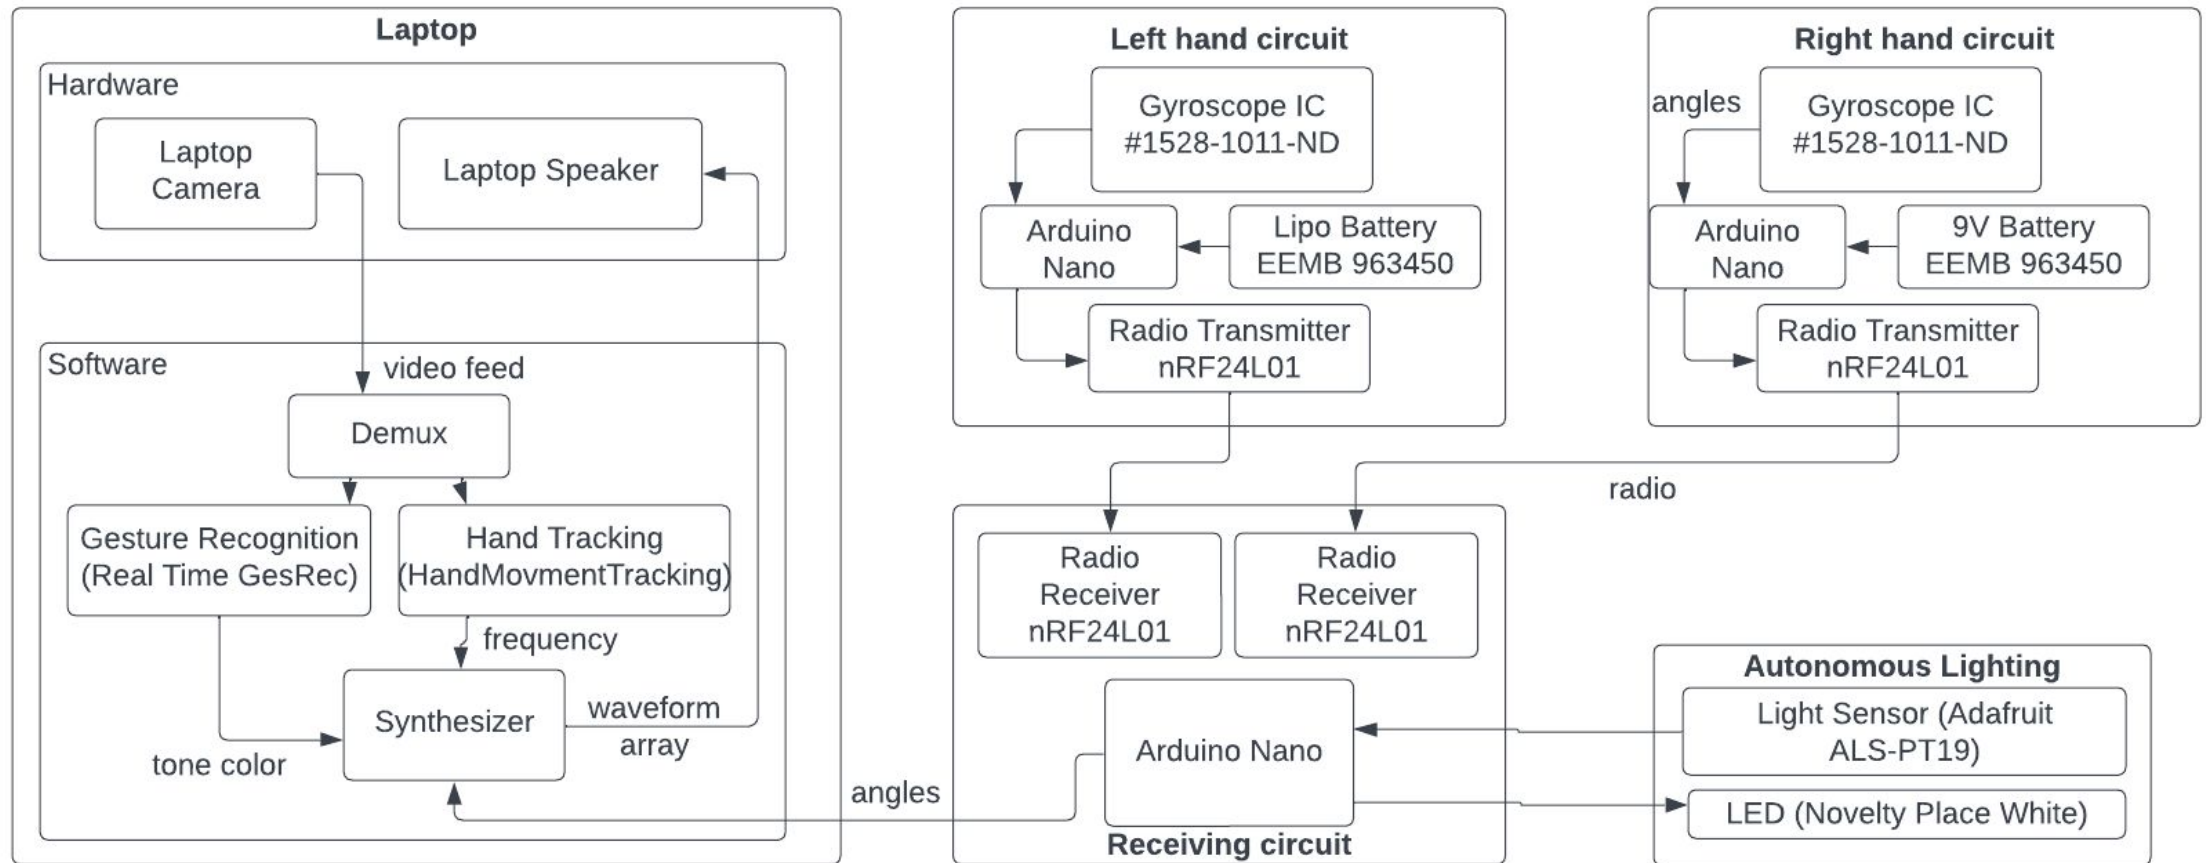 Laptop
Hardware
Laptop
Camera
Laptop Speaker
Software
video feed
Demux
Gesture Recognition
(Real Time GesRec)
Hand Tracking
(HandMovmentTracking)
frequency
Synthesizer
waveform
array
tone color
angles
Left hand circuit
Gyroscope IC
#1528-1011-ND
Arduino
Nano
Lipo Battery
EEMB 963450
Radio Transmitter
nRF24L01
Right hand circuit
angles
Gyroscope IC
#1528-1011-ND
Arduino
Nano
9V Battery
EEMB 963450
Radio Transmitter
nRF24L01
radio
Radio
Receiver
nRF24L01
Radio
Receiver
nRF24L01
Arduino Nano
Receiving circuit
Autonomous Lighting
Light Sensor (Adafruit
ALS-PT19)
LED (Novelty Place White)